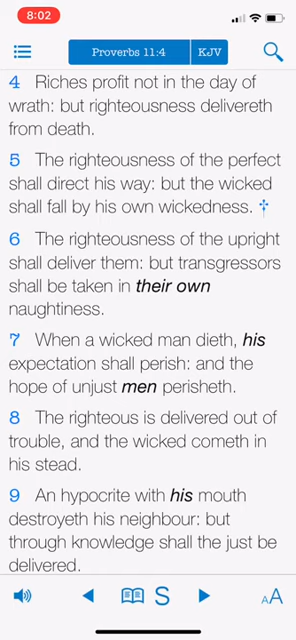 8:02
Proverbs 11:4 KJV
4 Riches profit not in the day of
wrath: but righteousness delivereth
from death.
5 The righteousness of the perfect
shall direct his way: but the wicked
shall fall by his own wickedness. ‡
6 The righteousness of the upright
shall deliver them: but transgressors
shall be taken in their own
naughtiness.
7 When a wicked man dieth, his
expectation shall perish: and the
hope of unjust men perisheth.
8 The righteous is delivered out of
trouble, and the wicked cometh in
his stead.
9 An hypocrite with his mouth
destroyeth his neighbour: but
through knowledge shall the just be
delivered.
S AA